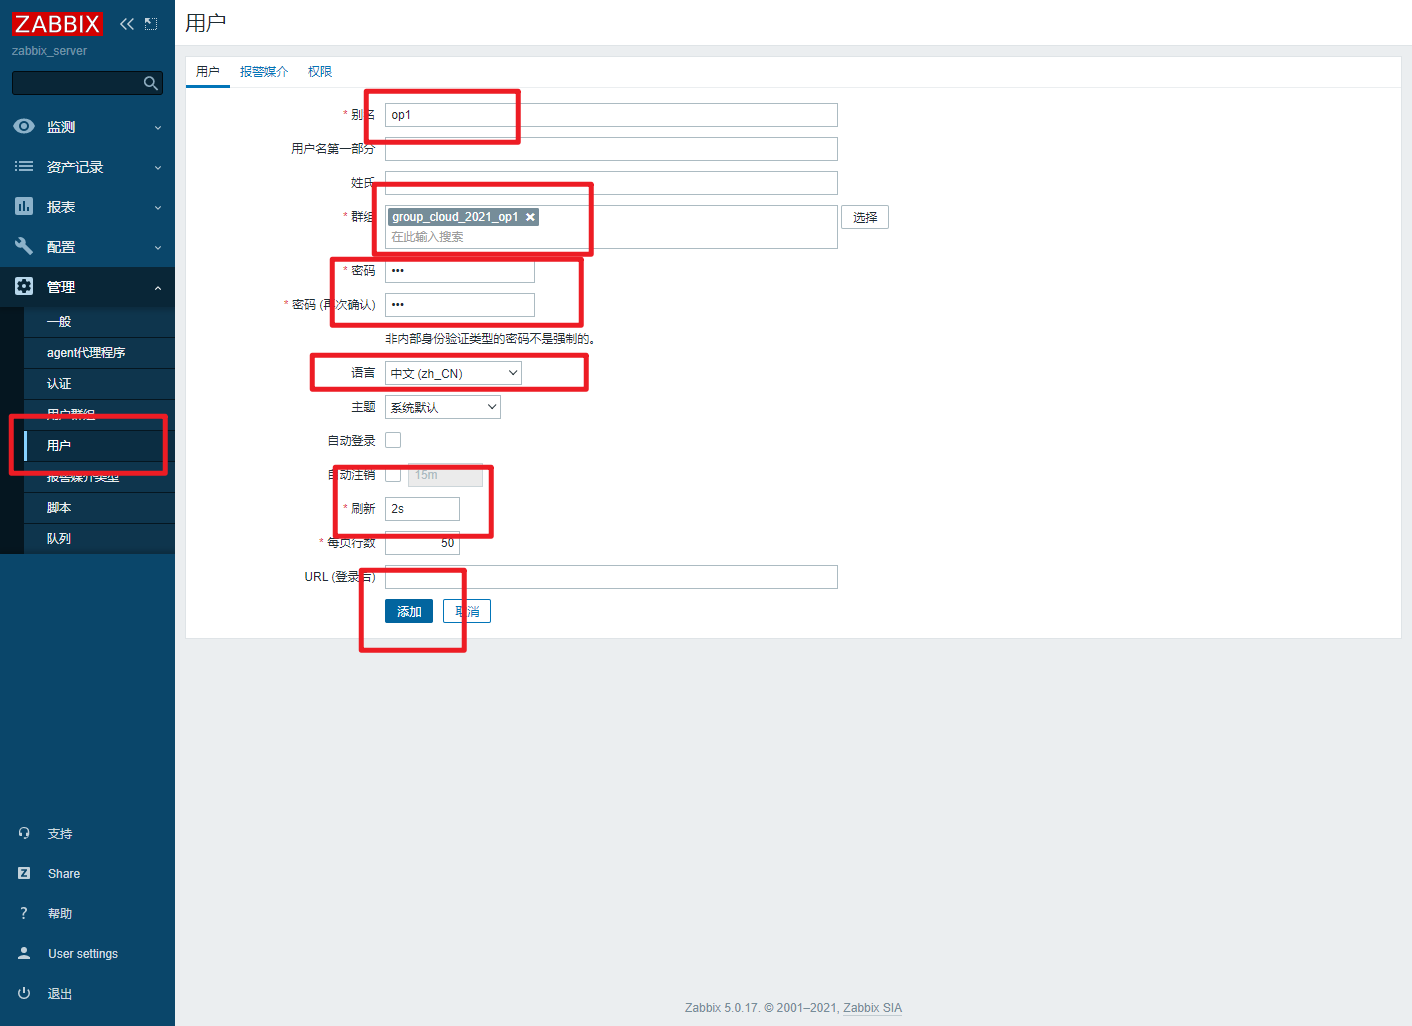 ZABBIX
zabbix_server
监测
资产记录
报表
配置
管理
一般
agent代理程序
认证
用户群组
用户
报警媒介类型
脚本
队列
支持
Share
帮助
User settings
退出
用户
用户 报警媒介 权限
* 别名 op1
用户名第一部分
姓氏
* 群组 group_cloud_2021_op1 ✖ 选择
在此输入搜索
* 密码 •••
* 密码 (再次确认) •••
非内部身份验证类型的密码不是强制的。
语言 中文 (zh_CN)
主题 系统默认
自动登录
自动注销 15m
* 刷新 2s
* 每页行数 50
URL (登录后)
添加 取消
Zabbix 5.0.17. © 2001–2021, Zabbix SIA